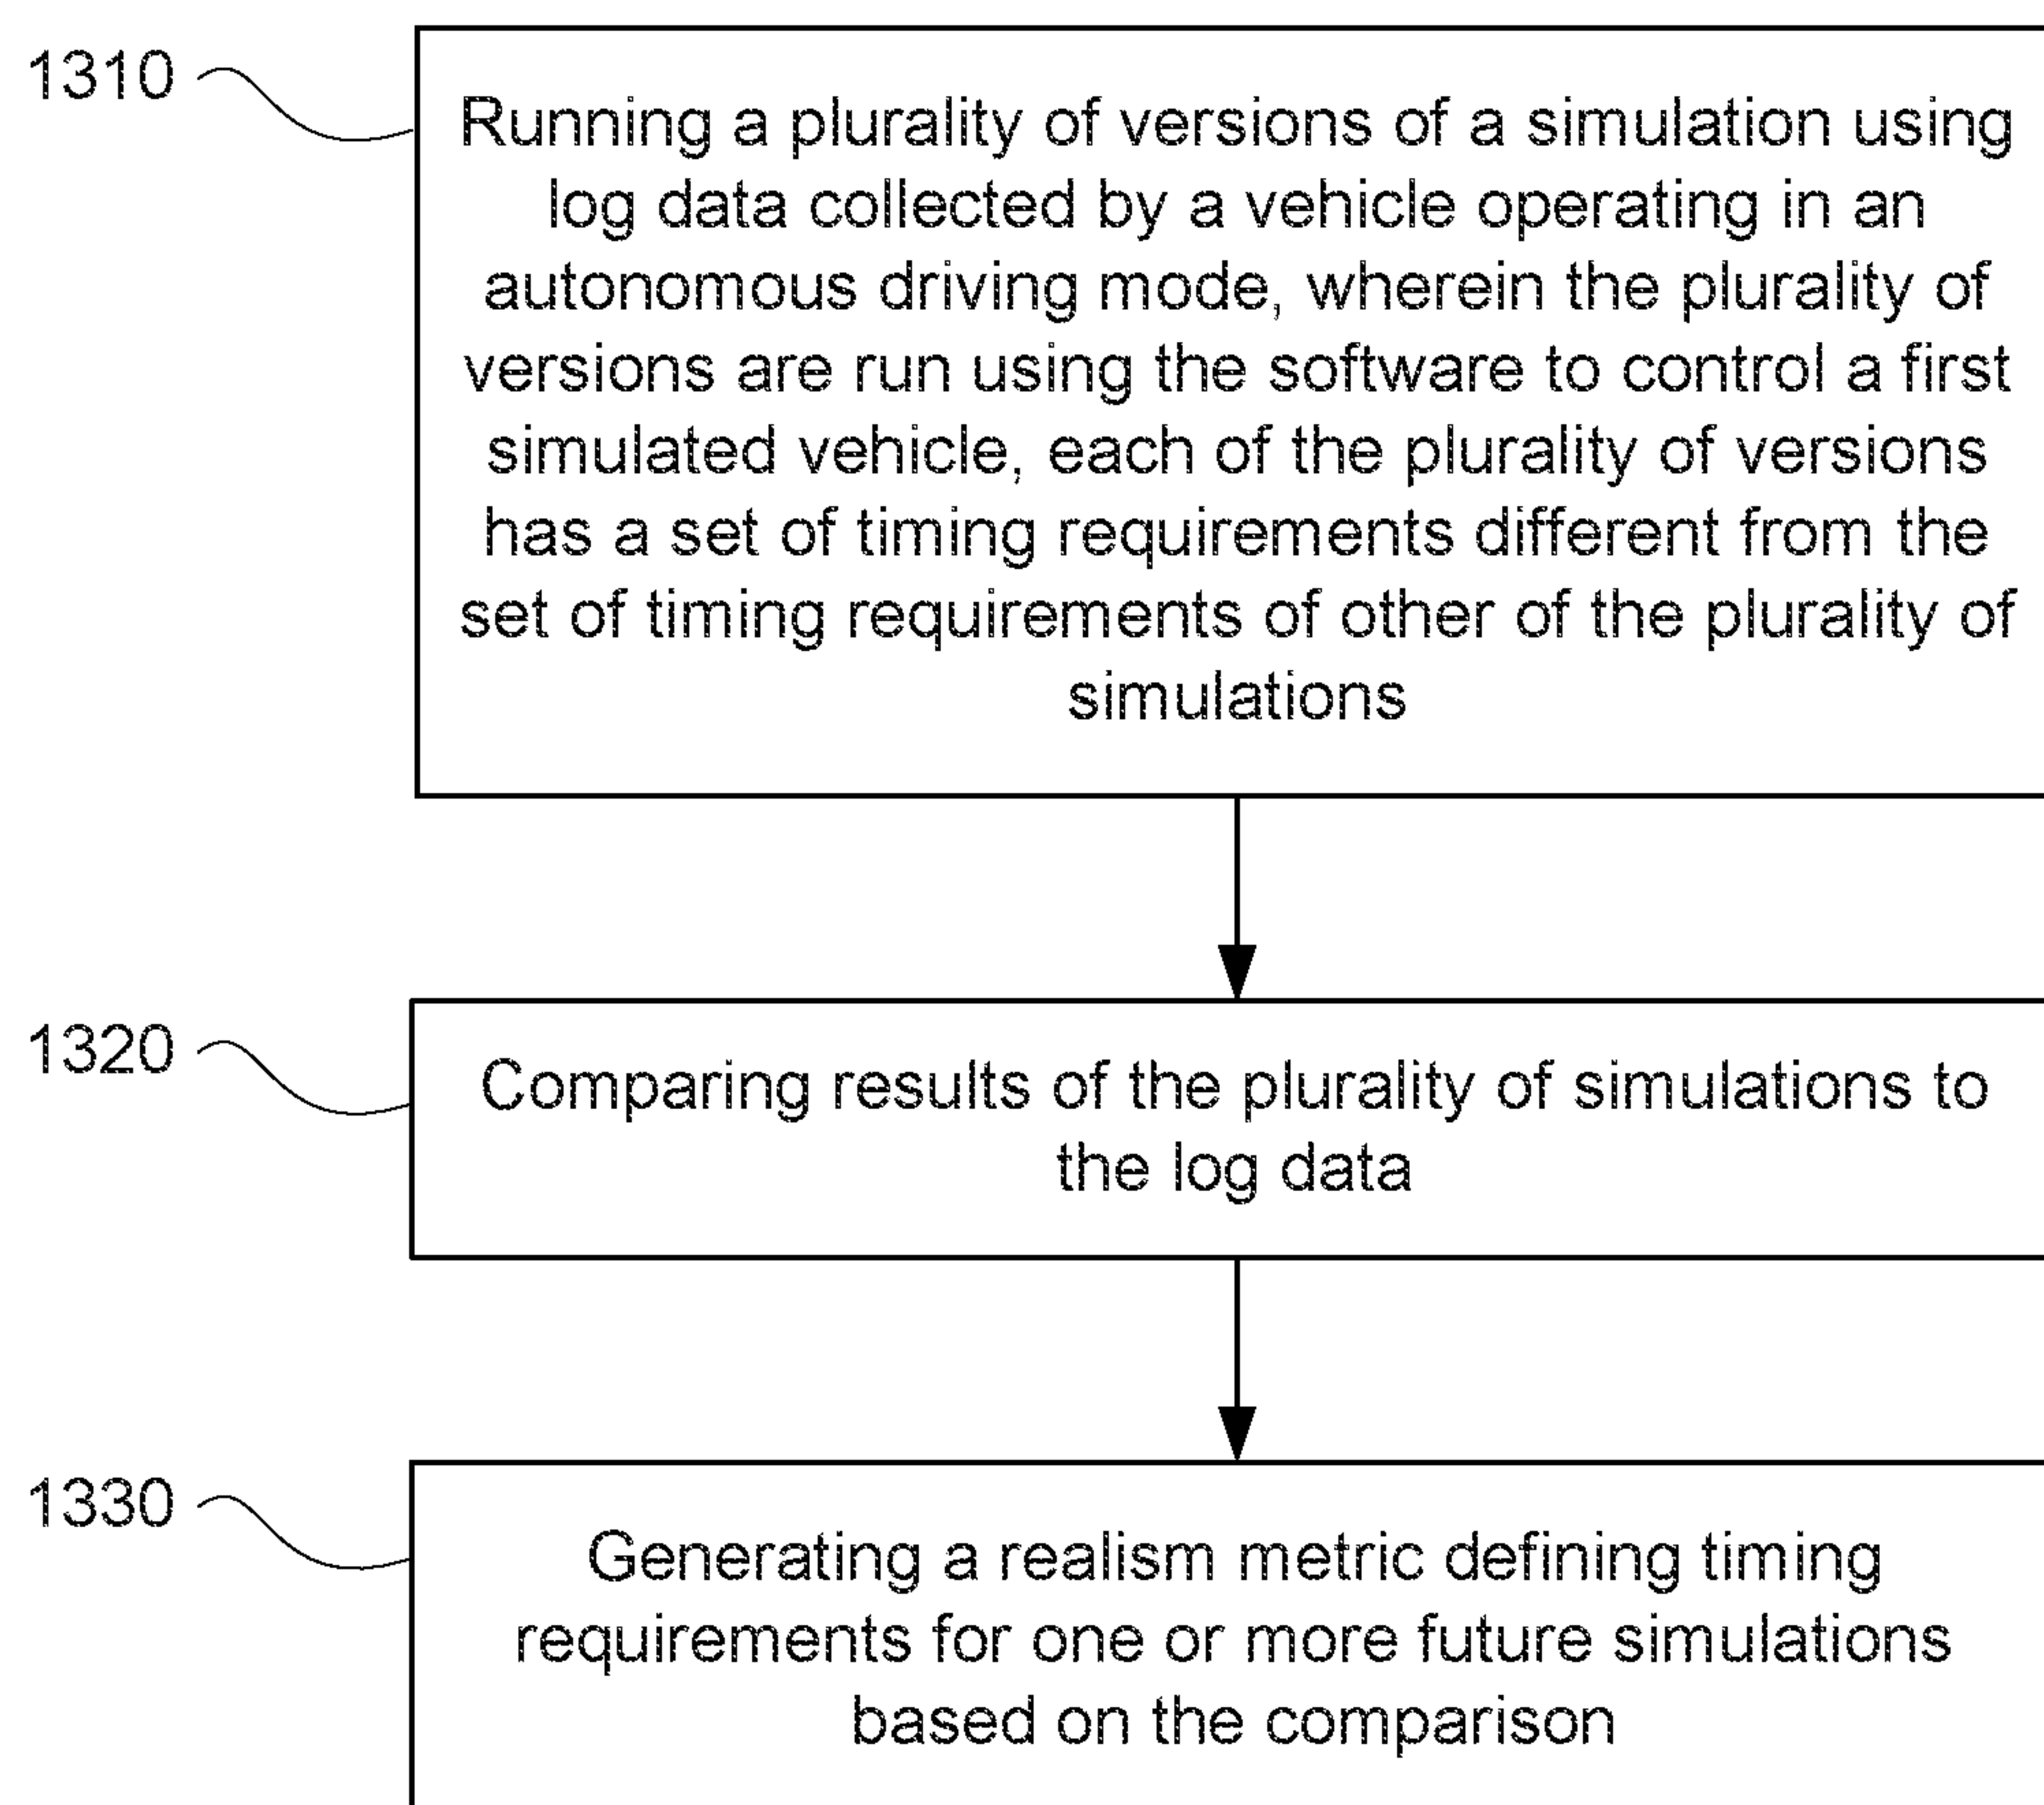 1310
Running a plurality of versions of a simulation using
log data collected by a vehicle operating in an
autonomous driving mode, wherein the plurality of
versions are run using the software to control a first
simulated vehicle, each of the plurality of versions
has a set of timing requirements different from the
set of timing requirements of other of the plurality of
simulations
1320
Comparing results of the plurality of simulations to
the log data
1330
Generating a realism metric defining timing
requirements for one or more future simulations
based on the comparison